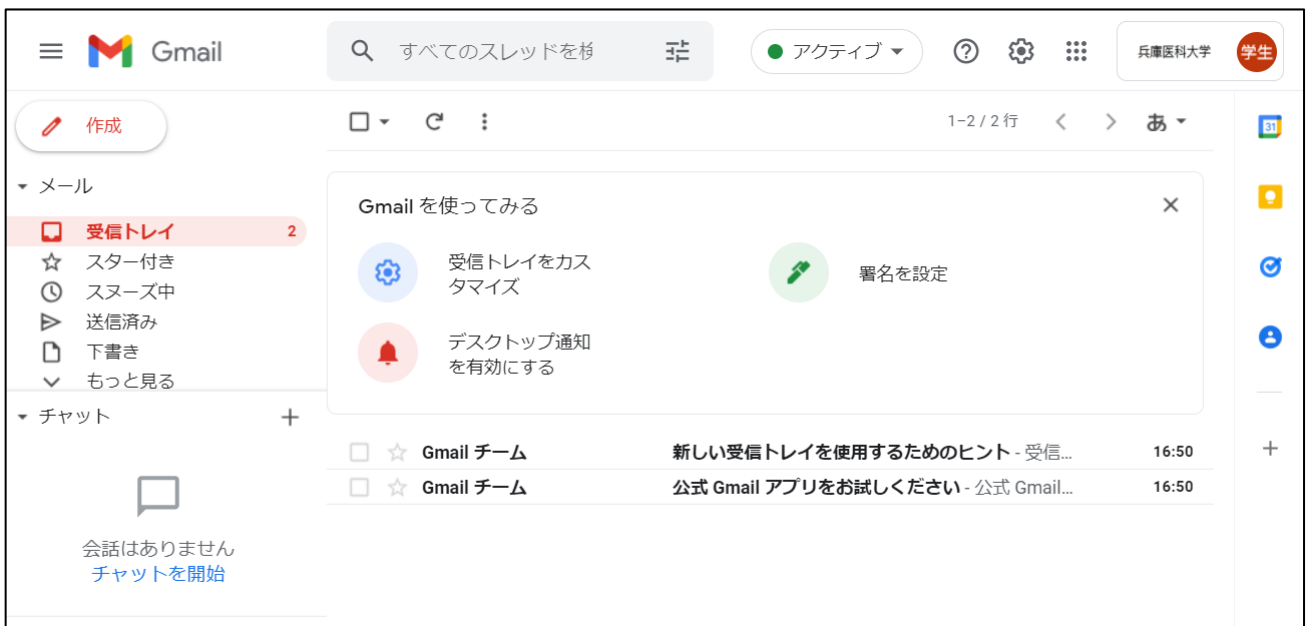 Gmail
すべてのスレッドを検
アクティブ
兵庫医科大学
学生
作成
1–2 / 2 行
あ
31
メール
受信トレイ 2
スター付き
スヌーズ中
送信済み
下書き
もっと見る
チャット
会話はありません
チャットを開始
Gmail を使ってみる
受信トレイをカス
タマイズ
署名を設定
デスクトップ通知
を有効にする
Gmail チーム 新しい受信トレイを使用するためのヒント - 受信... 16:50
Gmail チーム 公式 Gmail アプリをお試しください - 公式 Gmail... 16:50